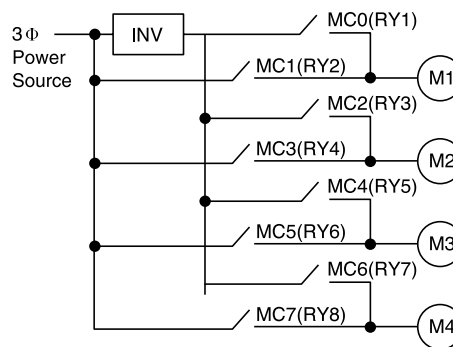 3Φ
Power
Source
INV
MC0(RY1)
MC1(RY2)
M1
MC2(RY3)
MC3(RY4)
M2
MC4(RY5)
MC5(RY6)
M3
MC6(RY7)
MC7(RY8)
M4